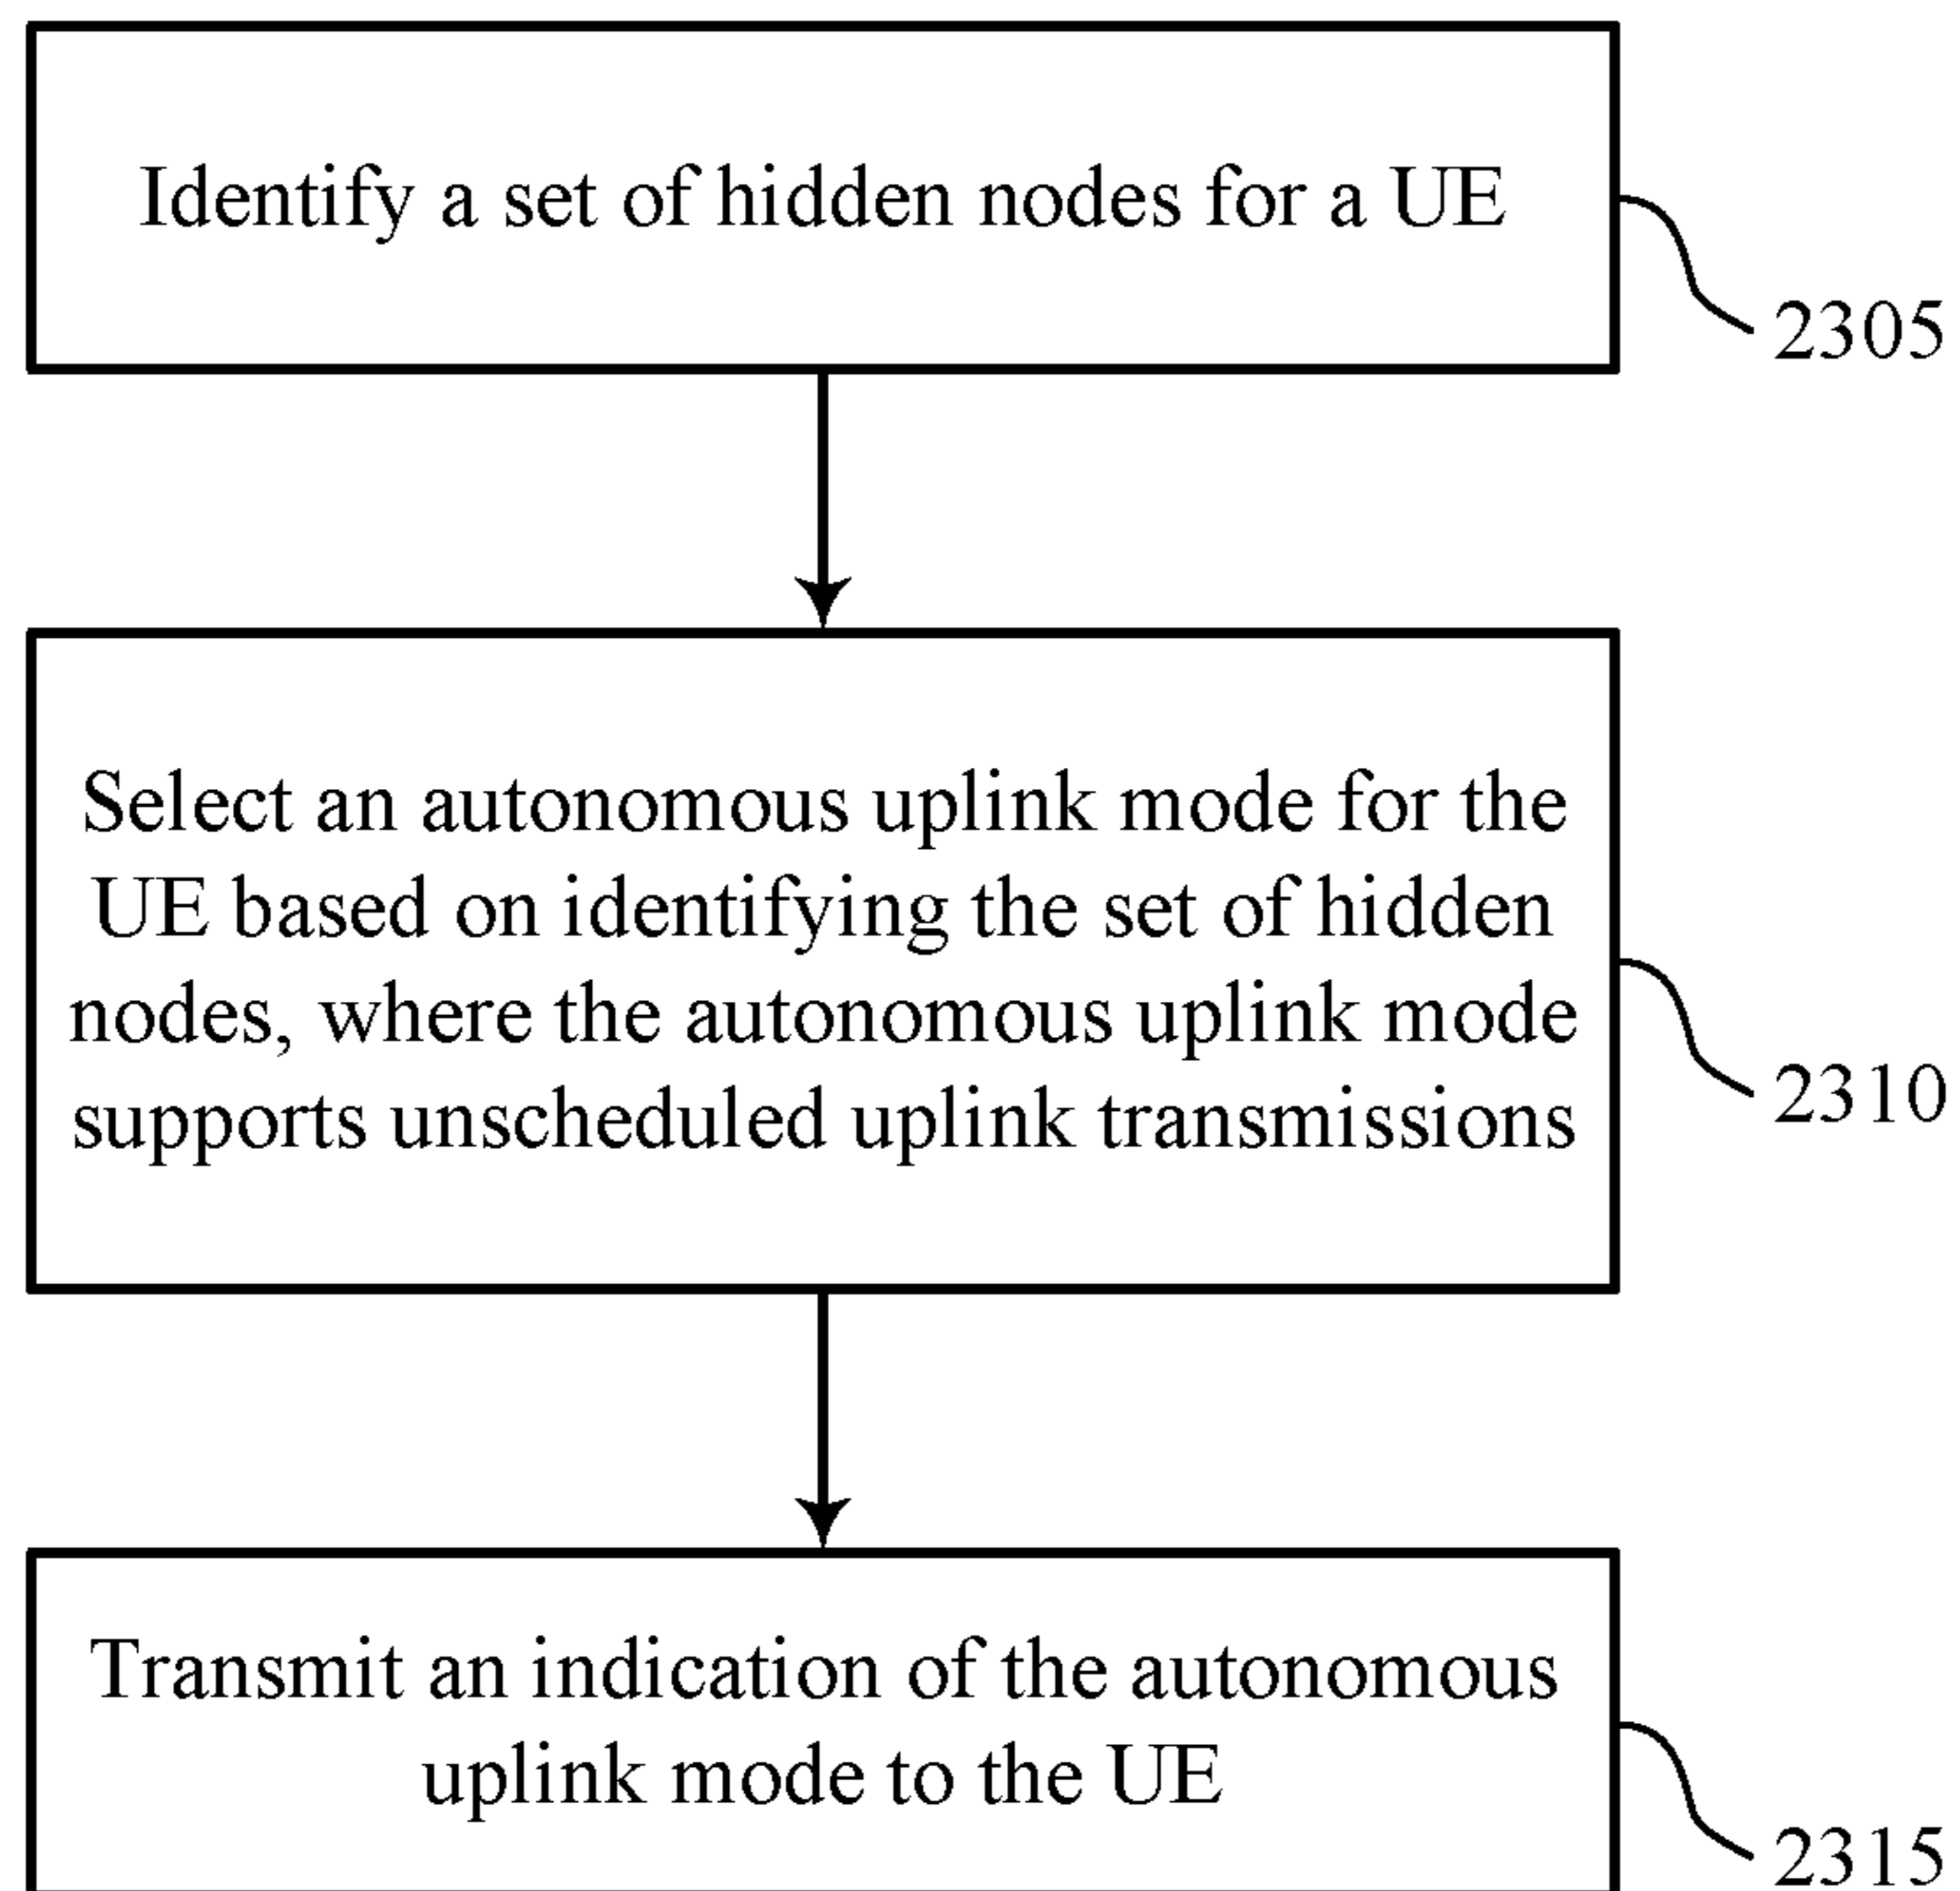 Identify a set of hidden nodes for a UE
2305
Select an autonomous uplink mode for the
UE based on identifying the set of hidden
nodes, where the autonomous uplink mode
supports unscheduled uplink transmissions
2310
Transmit an indication of the autonomous
uplink mode to the UE
2315